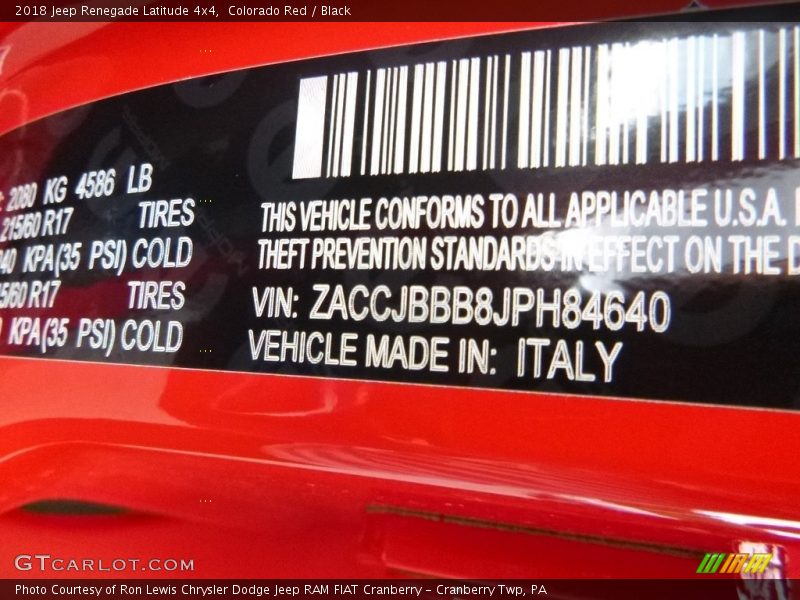 2018 Jeep Renegade Latitude 4x4, Colorado Red / Black
2080 KG 4586 LB
215/60 R17 TIRES
KPA(35 PSI) COLD
R17 TIRES
KPA(35 PSI) COLD
THIS VEHICLE CONFORMS TO ALL APPLICABLE U.S.A.
THEFT PREVENTION STANDARDS IN EFFECT ON THE
VIN: ZACCJBBB8JPH84640
VEHICLE MADE IN: ITALY
GTCARLOT.COM
Photo Courtesy of Ron Lewis Chrysler Dodge Jeep RAM FIAT Cranberry – Cranberry Twp, PA